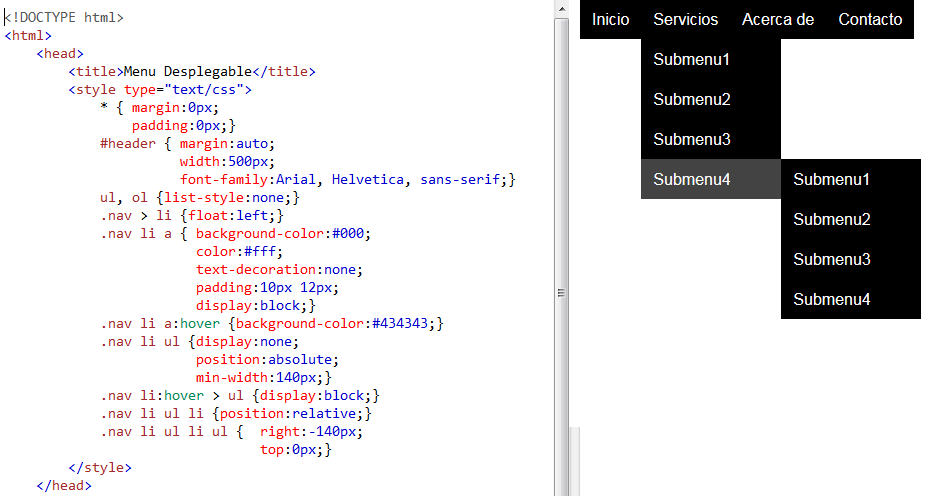 <!DOCTYPE html>
<html>
<head>
<title>Menu Desplegable</title>
<style type="text/css">
* { margin:0px;
padding:0px;}
#header { margin:auto;
width:500px;
font-family:Arial, Helvetica, sans-serif;}
ul, ol {list-style:none;}
.nav > li {float:left;}
.nav li a { background-color:#000;
color:#fff;
text-decoration:none;
padding:10px 12px;
display:block;}
.nav li a:hover {background-color:#434343;}
.nav li ul {display:none;
position:absolute;
min-width:140px;}
.nav li:hover > ul {display:block;}
.nav li ul li {position:relative;}
.nav li ul li ul { right:-140px;
top:0px;}
</style>
</head>
Inicio Servicios Acerca de Contacto
Submenu1
Submenu2
Submenu3
Submenu4
Submenu1
Submenu2
Submenu3
Submenu4